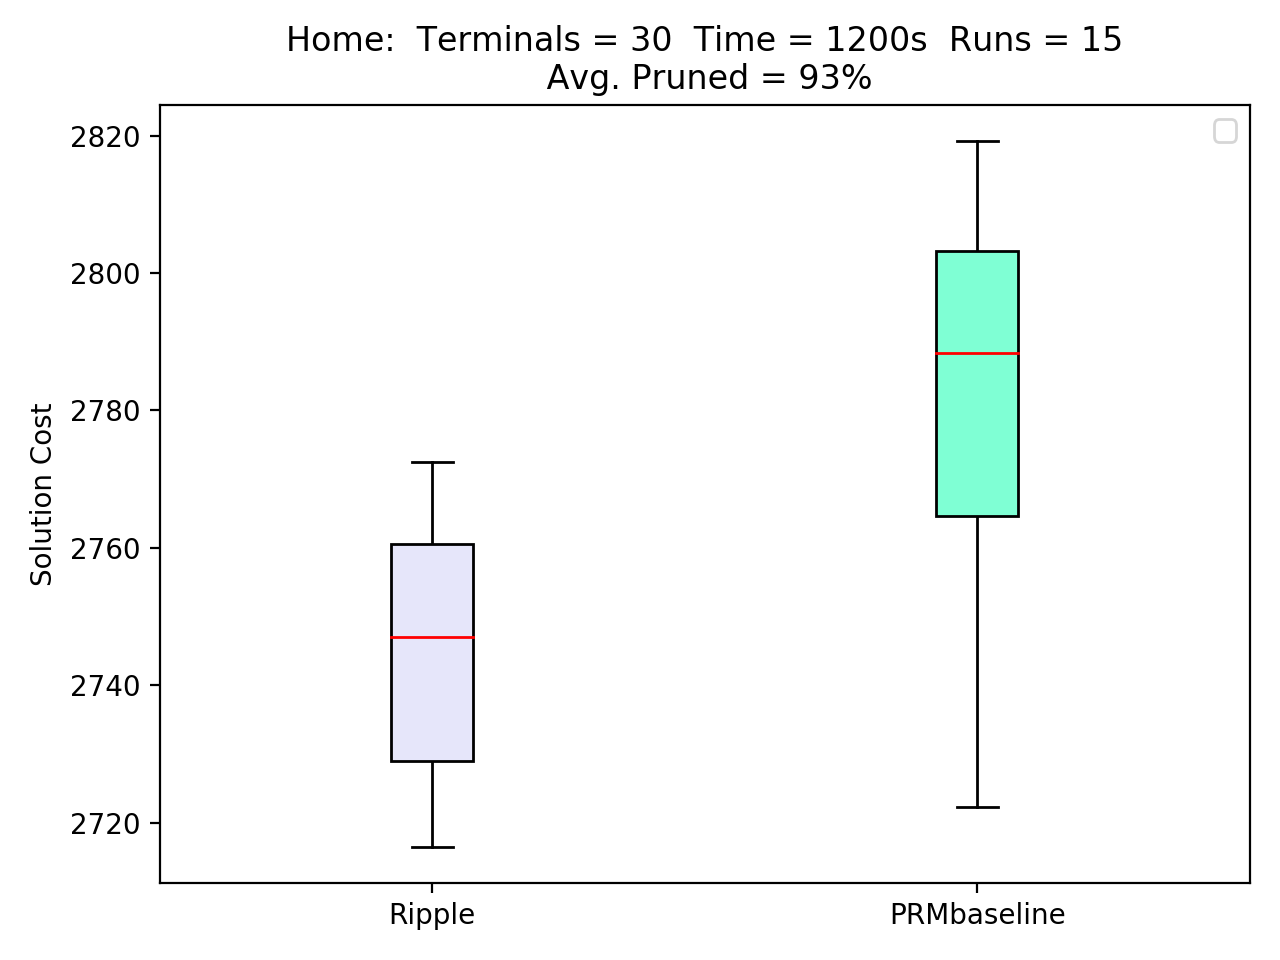 Home:  Terminals = 30  Time = 1200s  Runs = 15
Avg. Pruned = 93%
2820
2800
2780
2760
2740
2720
Solution Cost
Ripple
PRMbaseline